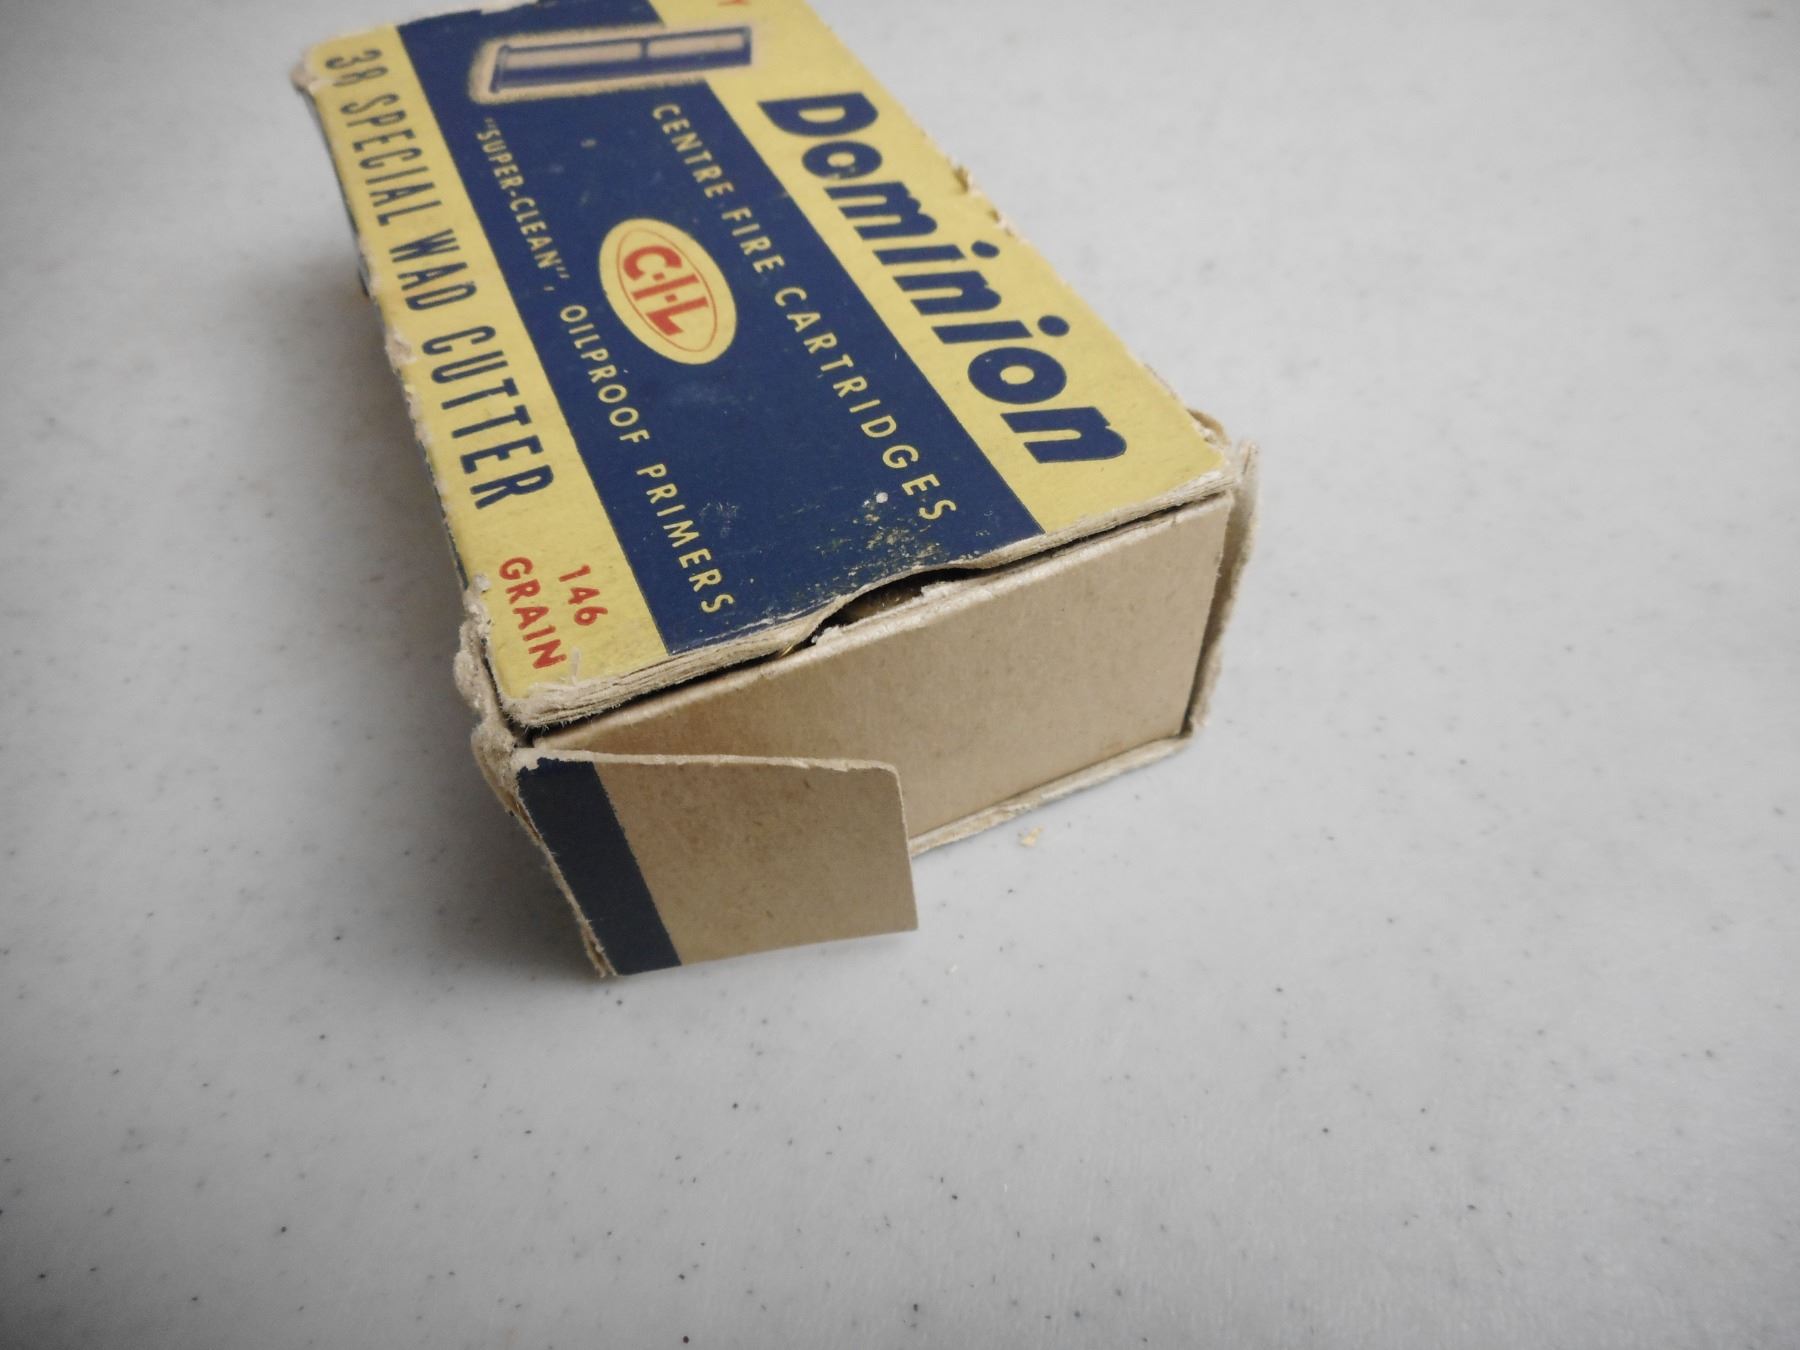 Dominion
CENTRE FIRE CARTRIDGES
C-I-L
"SUPER-CLEAN", OILPROOF PRIMERS
38 SPECIAL WAD CUTTER
146
GRAIN